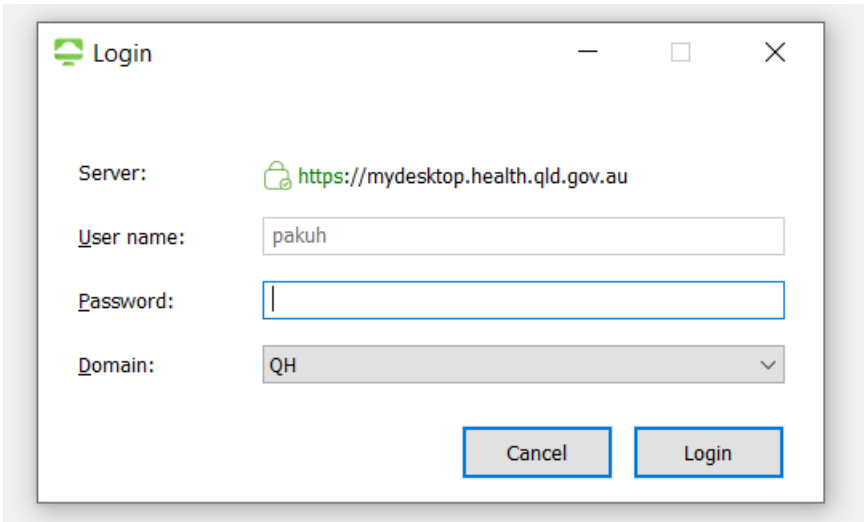 Login
Server: https://mydesktop.health.qld.gov.au
User name: pakuh
Password:
Domain: QH
Cancel Login